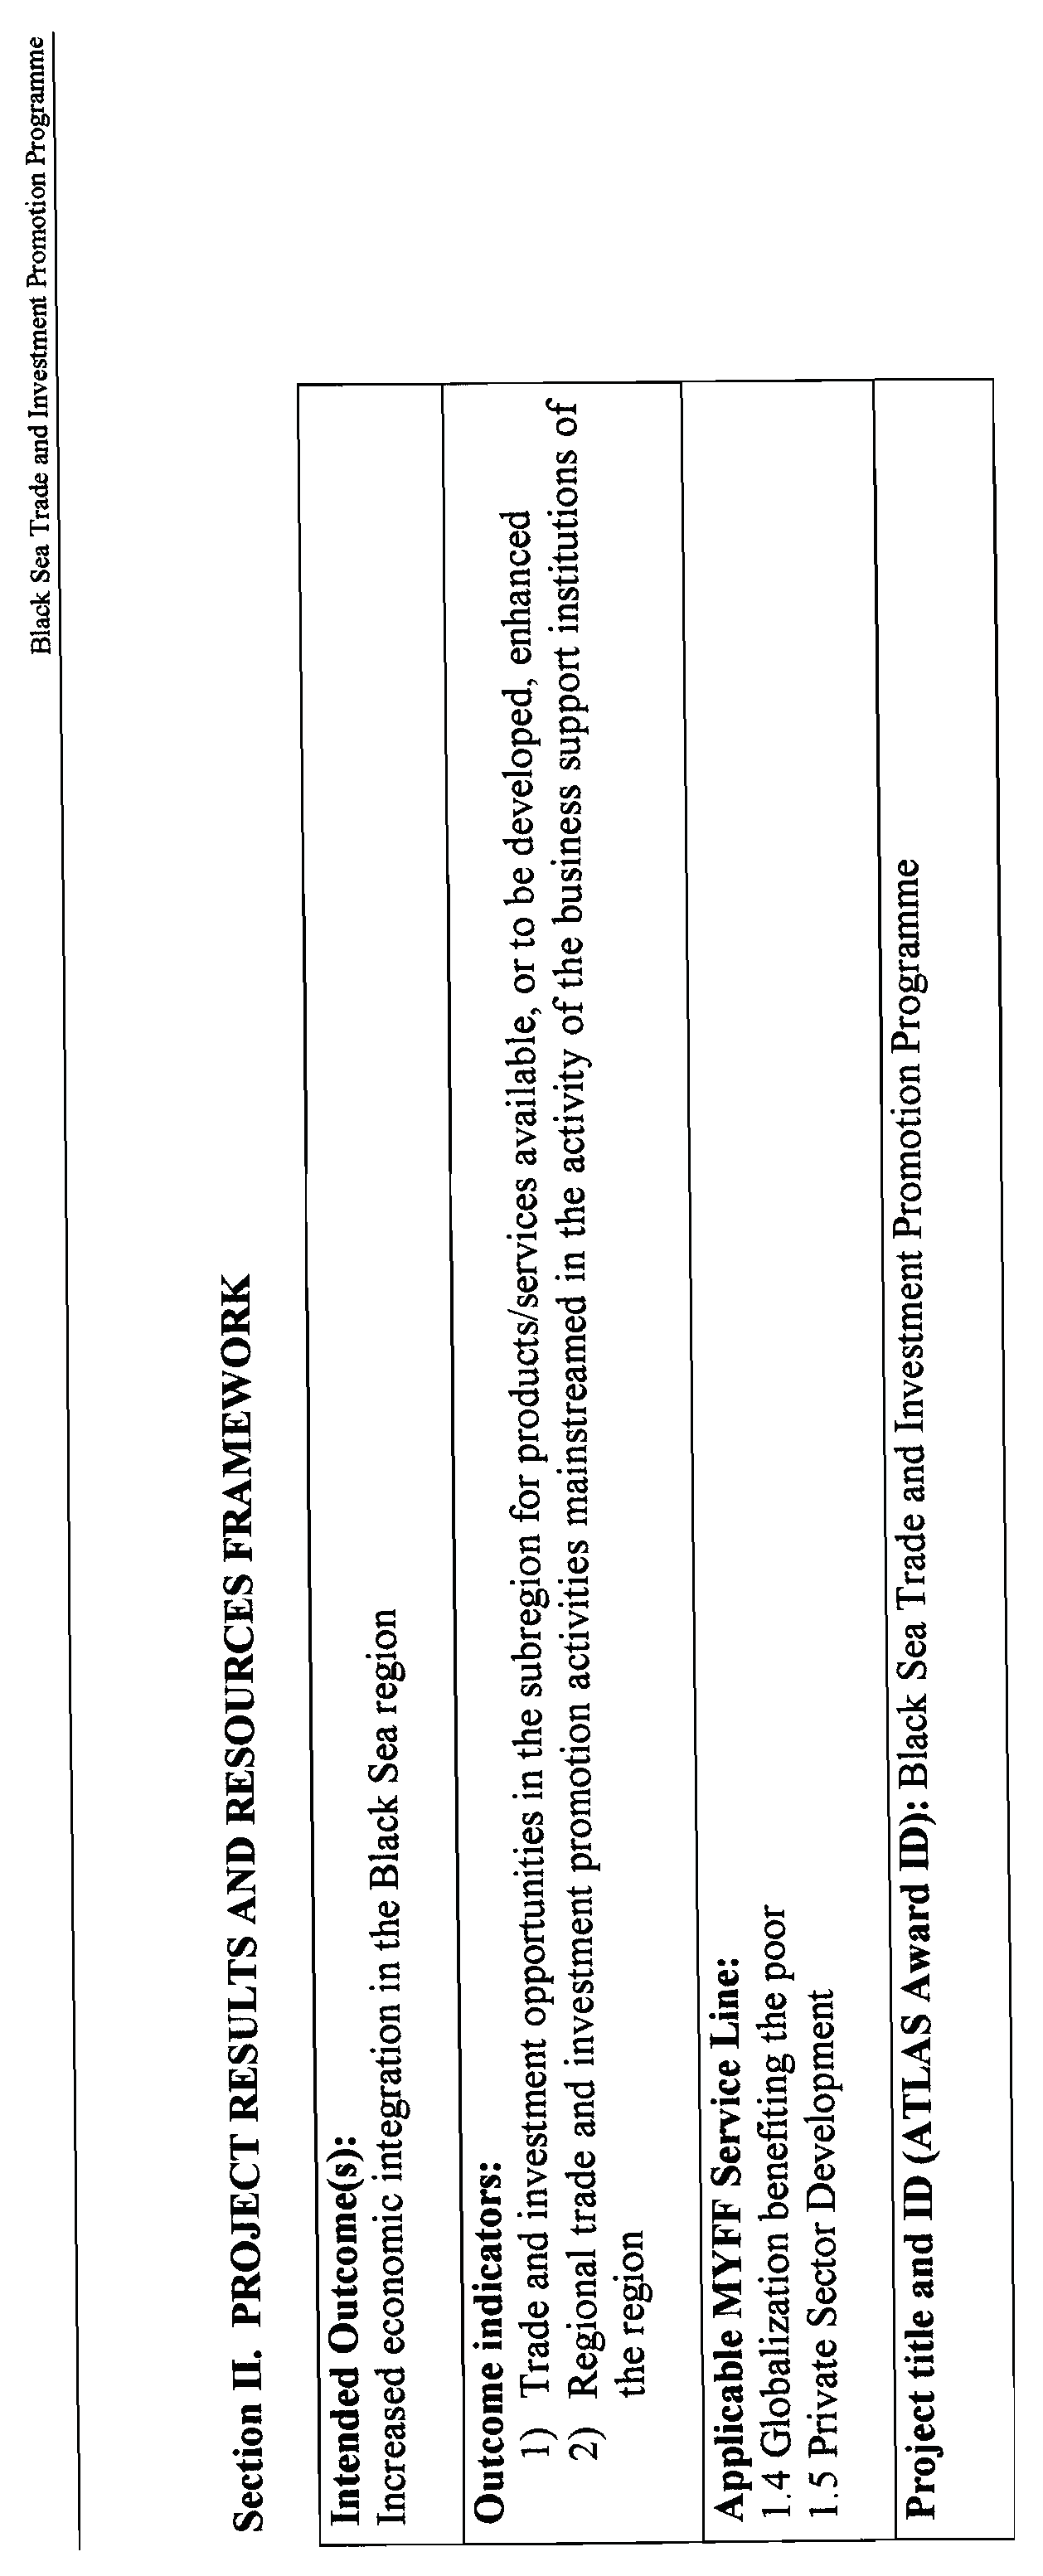 Black Sea Trade and Investment Promotion Programme
Section II. PROJECT RESULTS AND RESOURCES FRAMEWORK
Intended Outcome(s):
Increased economic integration in the Black Sea region
Outcome indicators:
1) Trade and investment opportunities in the subregion for products/services available, or to be developed, enhanced
2) Regional trade and investment promotion activities mainstreamed in the activity of the business support institutions of
the region
Applicable MYFF Service Line:
1.4 Globalization benefiting the poor
1.5 Private Sector Development
Project title and ID (ATLAS Award ID): Black Sea Trade and Investment Promotion Programme